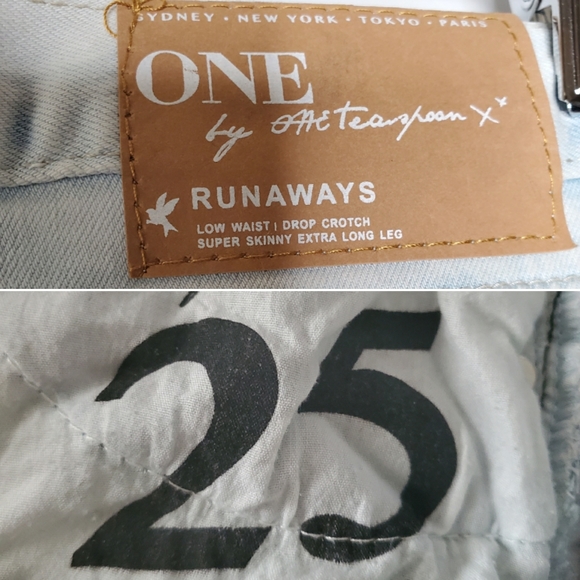 SYDNEY • NEW YORK • TOKYO • PARIS
ONE
by ONE teaspoon X x
RUNAWAYS
LOW WAIST | DROP CROTCH
SUPER SKINNY EXTRA LONG LEG
25